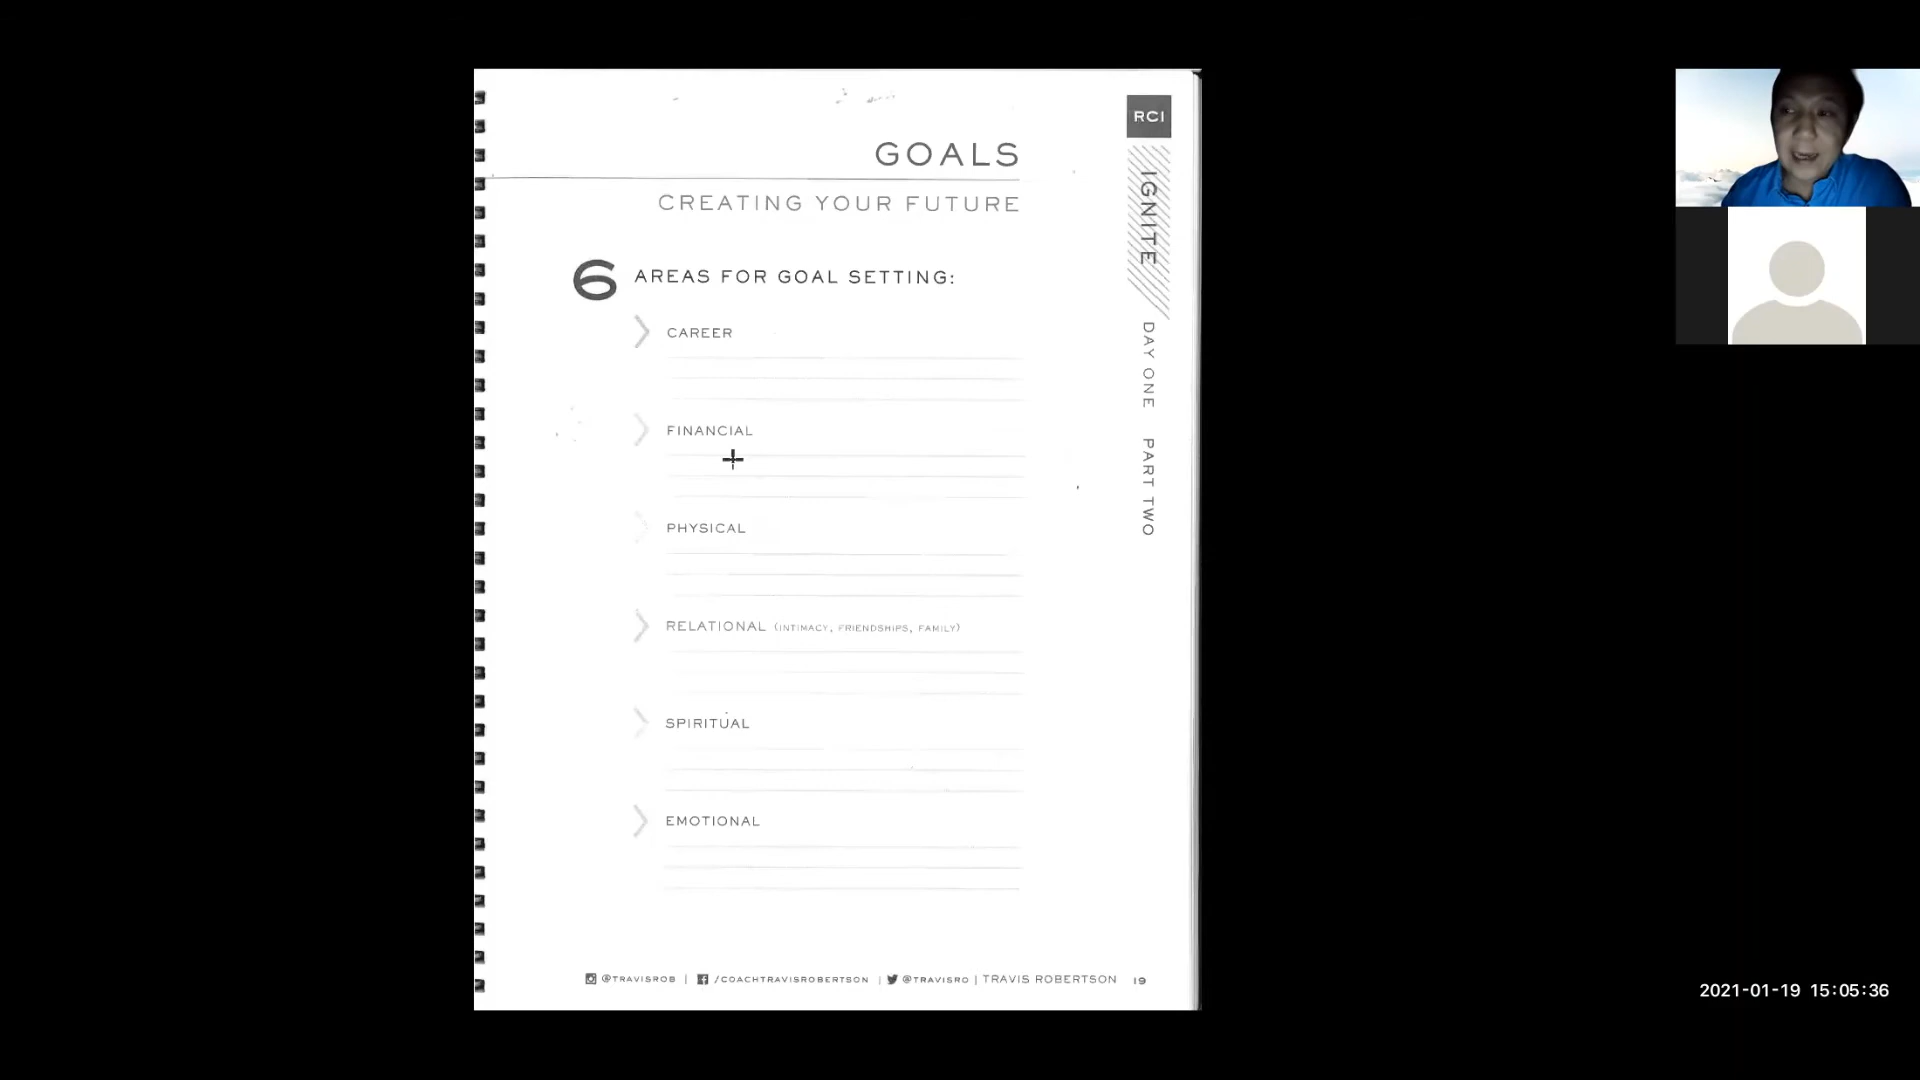 GOALS
CREATING YOUR FUTURE
6 AREAS FOR GOAL SETTING:
CAREER
FINANCIAL
PHYSICAL
RELATIONAL (INTIMACY, FRIENDSHIPS, FAMILY)
SPIRITUAL
EMOTIONAL
@TRAVISROB | /COACHTRAVISROBERTSON | @TRAVISRO | TRAVIS ROBERTSON 19
RCI
IGNITE
DAY ONE PART TWO
2021-01-19 15:05:36